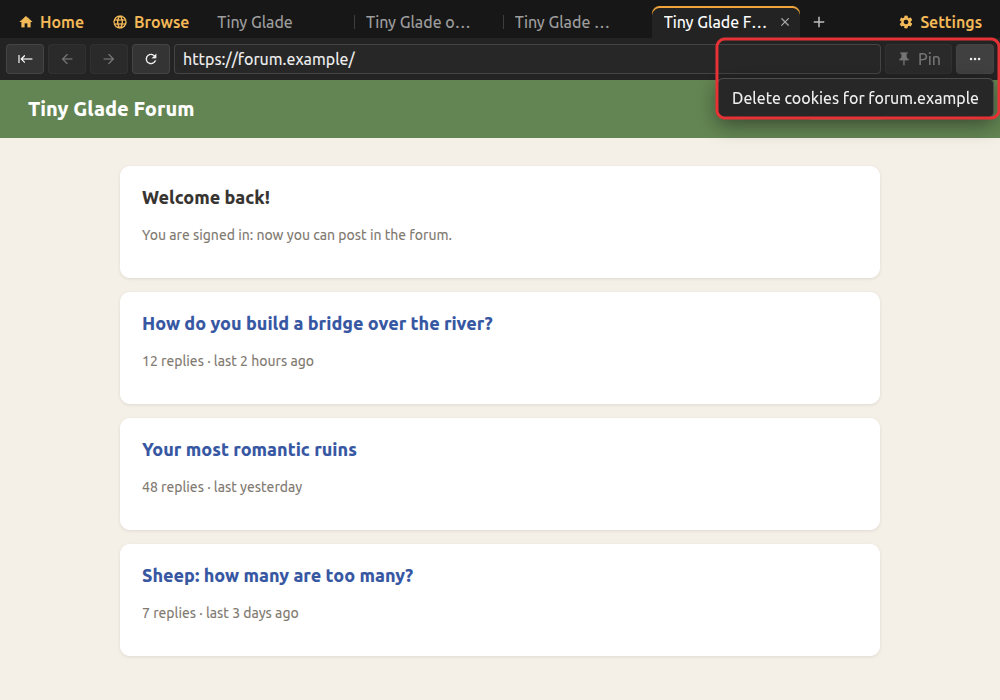 Home Browse Tiny Glade Tiny Glade o... Tiny Glade ... Tiny Glade F... Settings
https://forum.example/ Pin
Delete cookies for forum.example
Tiny Glade Forum
Welcome back!
You are signed in: now you can post in the forum.
How do you build a bridge over the river?
12 replies · last 2 hours ago
Your most romantic ruins
48 replies · last yesterday
Sheep: how many are too many?
7 replies · last 3 days ago